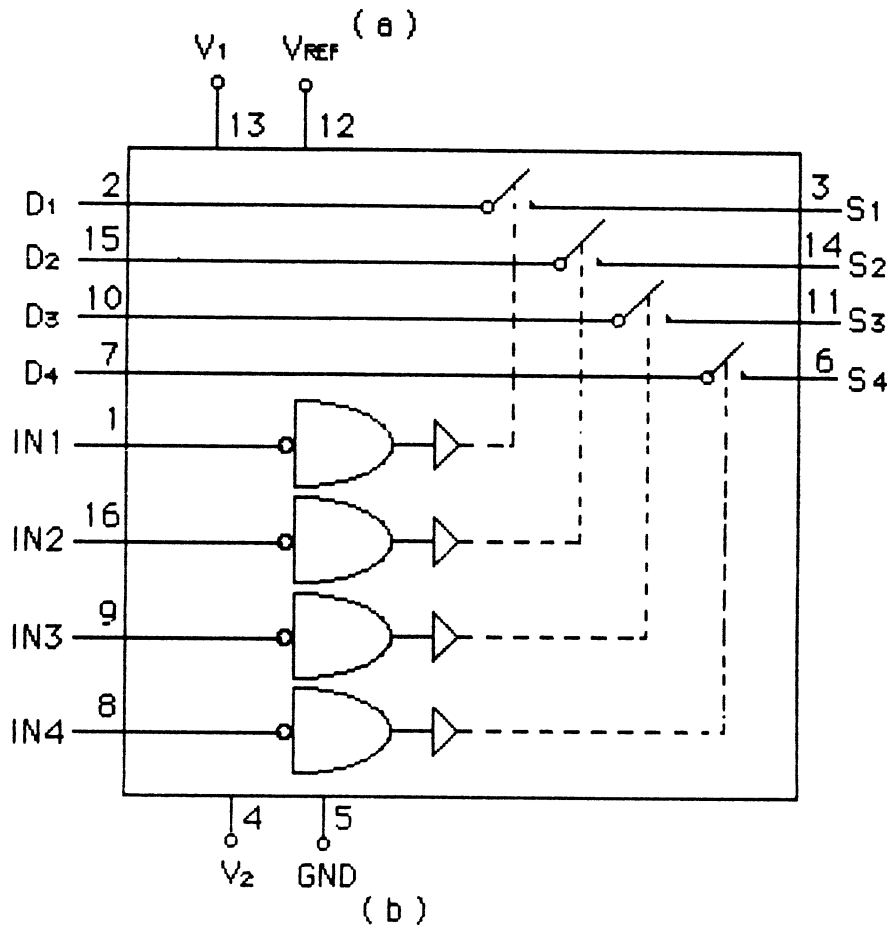 ( a )
V1 VREF
13 12
D1 2 3 S1
D2 15 14 S2
D3 10 11 S3
D4 7 6 S4
IN1 1
IN2 16
IN3 9
IN4 8
4 5
V2 GND
( b )